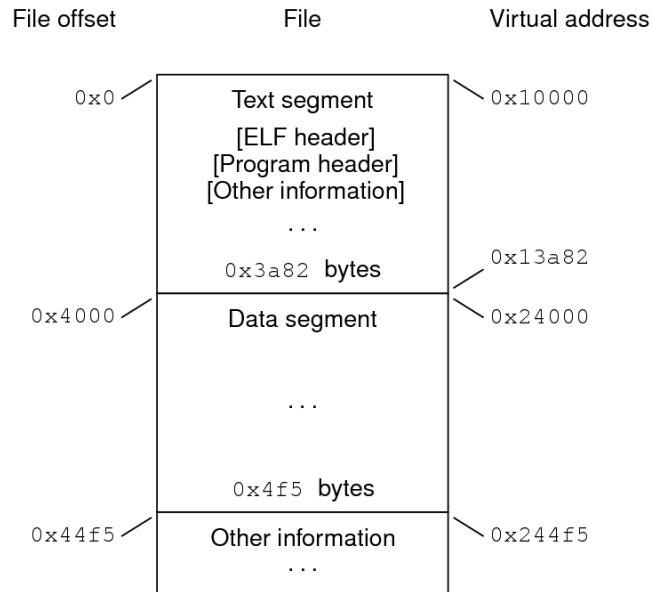 File offset File Virtual address
0x0 Text segment 0x10000
[ELF header]
[Program header]
[Other information]
...
0x13a82
0x3a82 bytes
0x4000 Data segment 0x24000
...
0x4f5 bytes
0x44f5 Other information 0x244f5
...